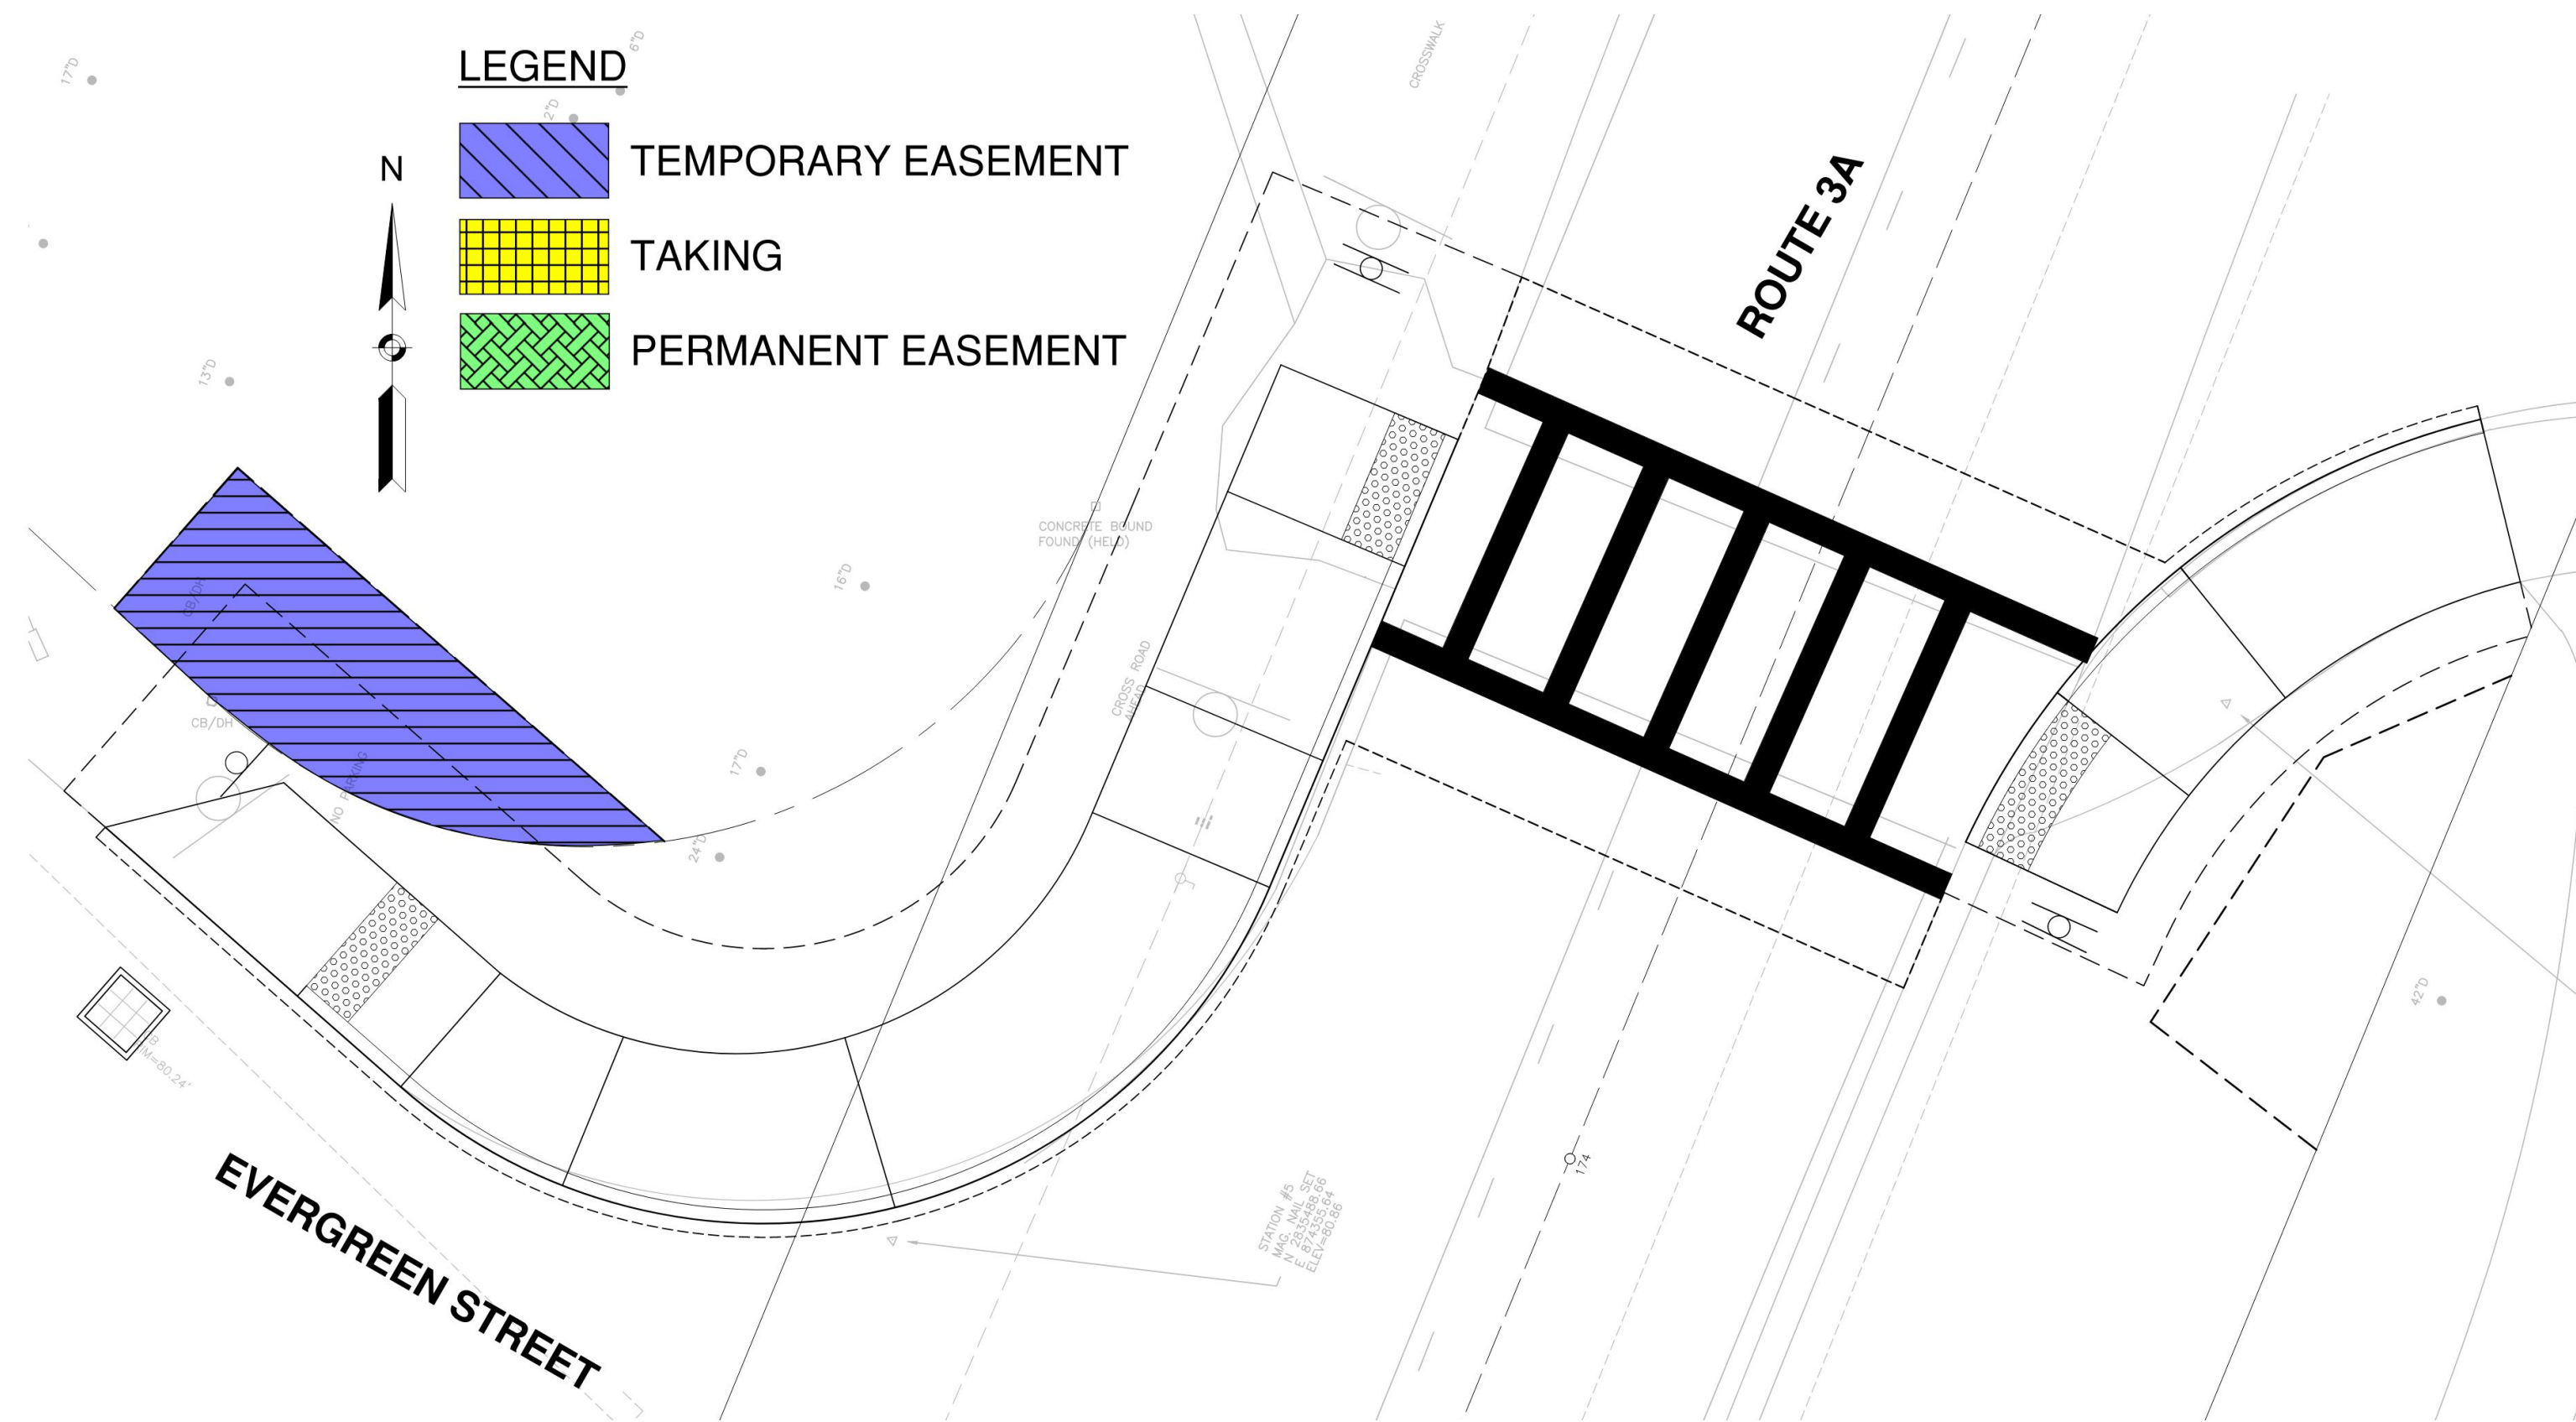 LEGEND
TEMPORARY EASEMENT
TAKING
PERMANENT EASEMENT
N
17"D
6"D
2"D
13"D
16"D
17"D
24"D
42"D
CROSSWALK
ROUTE 3A
CONCRETE BOUND
FOUND (HELD)
CROSS ROAD
AHEAD
CB/DH
CB/DH
NO PARKING
EVERGREEN STREET
174
STATION #5
MAG. NAIL SET
N 2835488.66
E 874355.64
ELEV=80.86